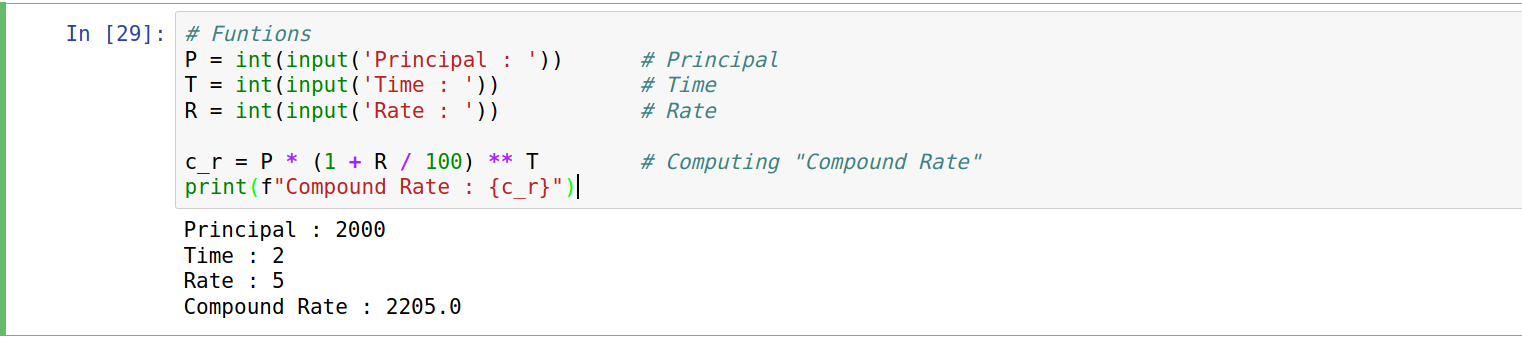 In [29]: # Funtions
P = int(input('Principal : ')) # Principal
T = int(input('Time : ')) # Time
R = int(input('Rate : ')) # Rate
c_r = P * (1 + R / 100) ** T # Computing "Compound Rate"
print(f"Compound Rate : {c_r}")
Principal : 2000
Time : 2
Rate : 5
Compound Rate : 2205.0